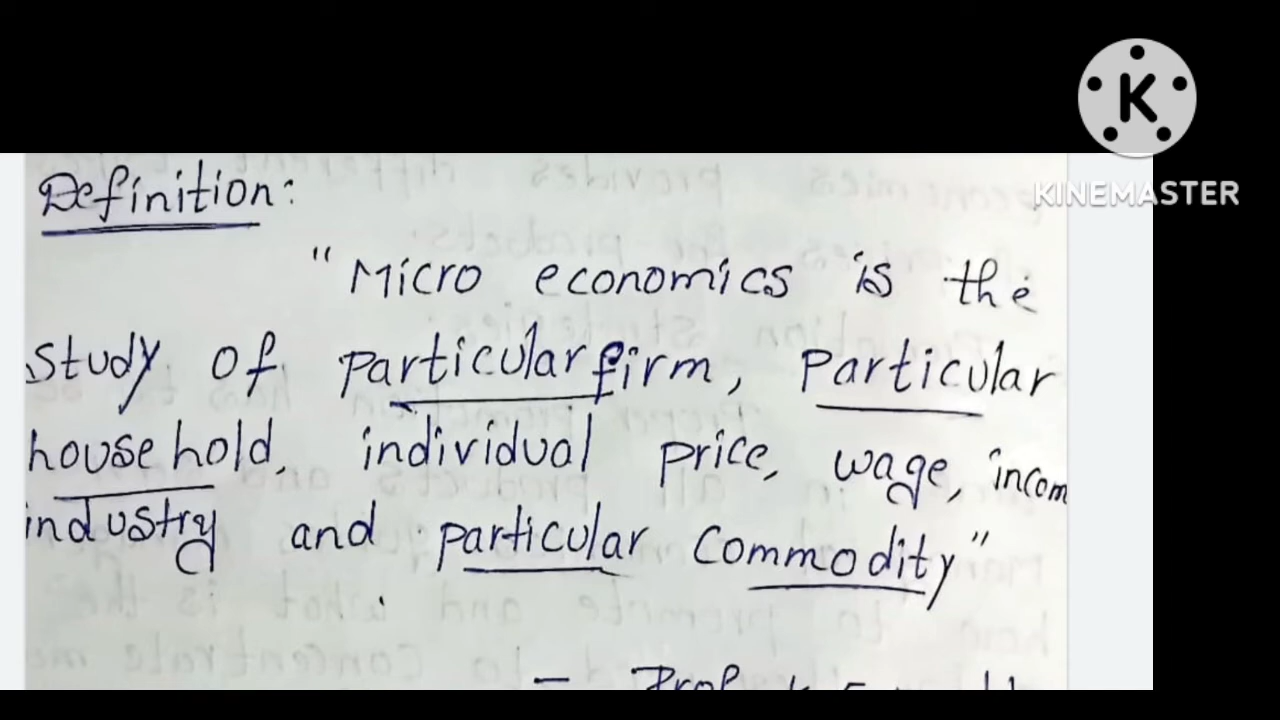 K
KINEMASTER
Definition:
"Micro economics is the
study of particular firm, Particular
household, individual price, wage, incom
industry and particular Commodity"
- Prof